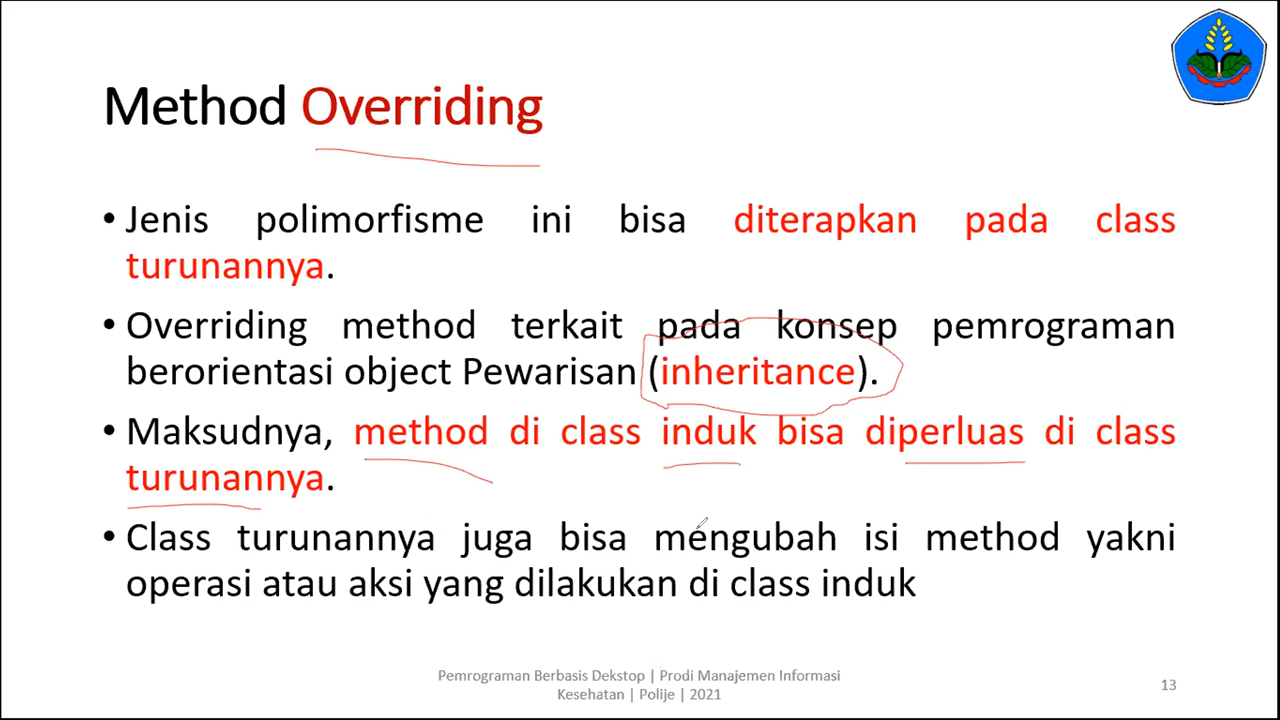 Method Overriding
• Jenis polimorfisme ini bisa diterapkan pada class
turunannya.
• Overriding method terkait pada konsep pemrograman
berorientasi object Pewarisan (inheritance).
• Maksudnya, method di class induk bisa diperluas di class
turunannya.
• Class turunannya juga bisa mengubah isi method yakni
operasi atau aksi yang dilakukan di class induk
Pemrograman Berbasis Dekstop | Prodi Manajemen Informasi
Kesehatan | Polije | 2021
13